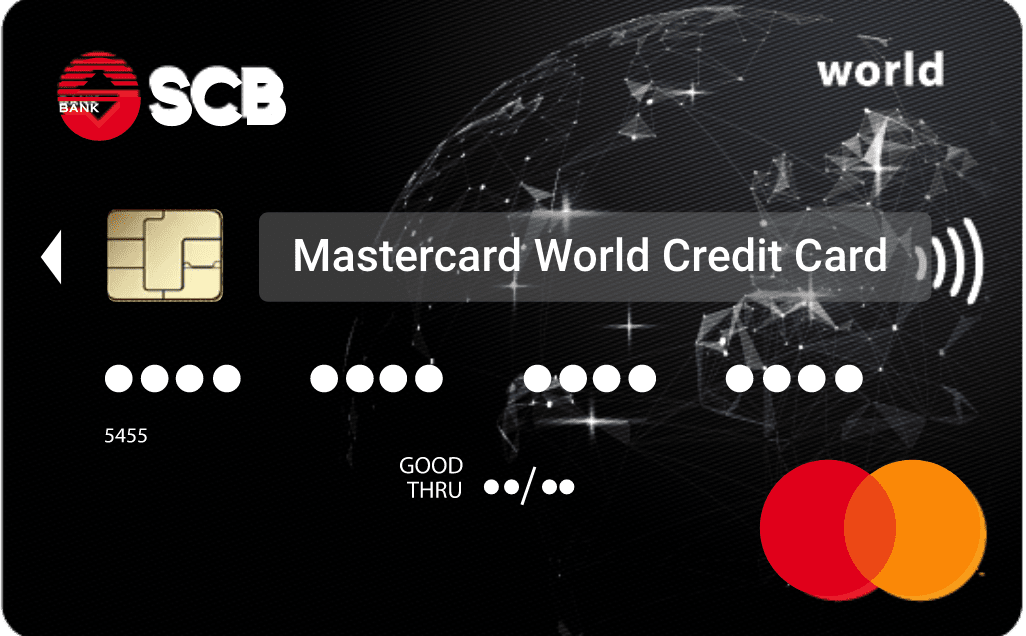 world
BANK
SCB
Mastercard World Credit Card
●●●● ●●●● ●●●● ●●●●
5455
GOOD
THRU ●●/●●